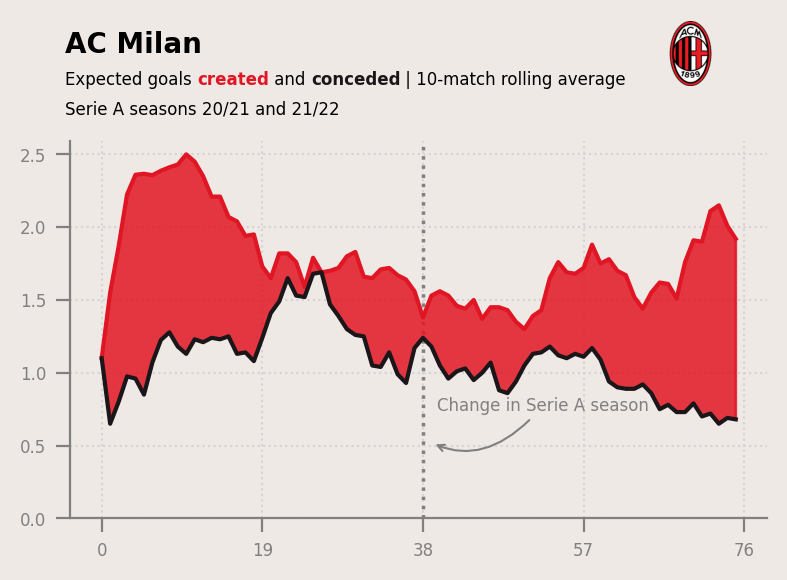 AC Milan
ACM
1899
Expected goals created and conceded | 10-match rolling average
Serie A seasons 20/21 and 21/22
2.5
2.0
1.5
1.0
Change in Serie A season
0.5
0.0
0 19 38 57 76